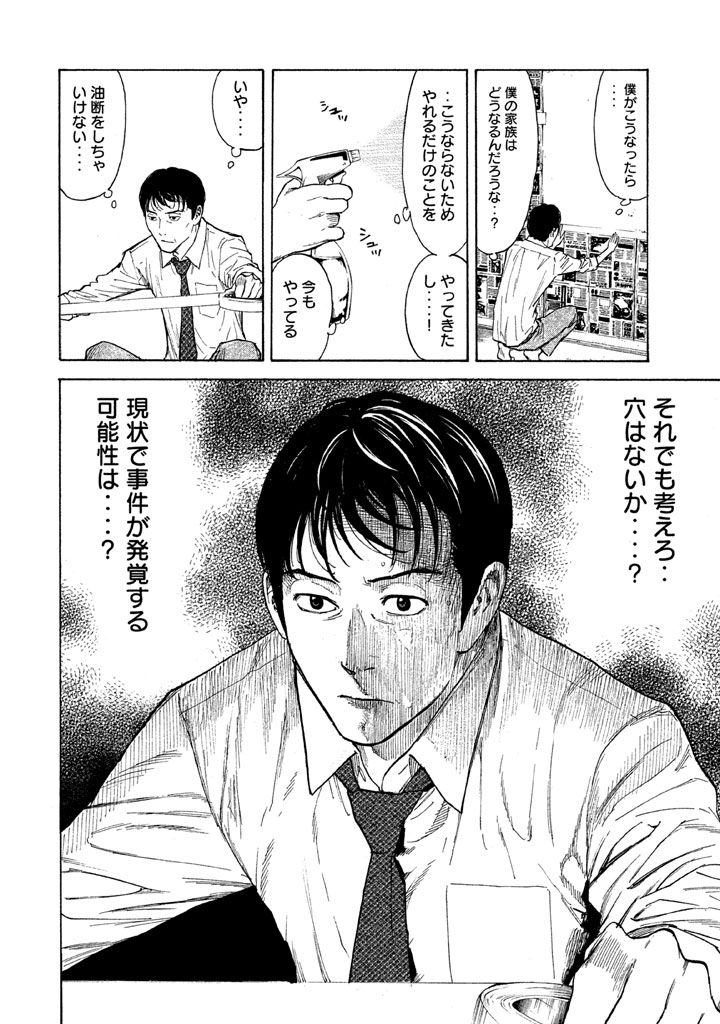 僕がこうなったら
‥僕の家族は
どうなるんだろうな‥?
‥こうならないため
やれるだけのことを
やってきた
し‥‥!
シュッ
シュッ
今も
やってる
いや‥‥
油断をしちゃ
いけない‥‥
それでも考えろ‥
穴はないか‥‥?
現状で事件が発覚する
可能性は‥‥?